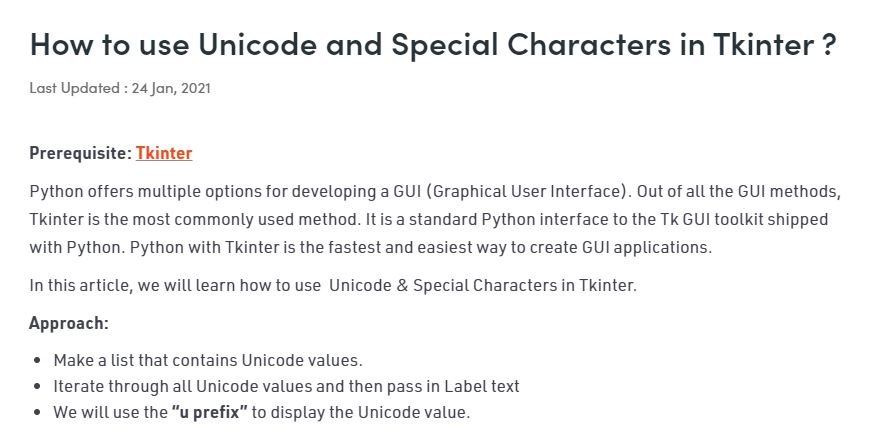 How to use Unicode and Special Characters in Tkinter ?
Last Updated : 24 Jan, 2021
Prerequisite: Tkinter
Python offers multiple options for developing a GUI (Graphical User Interface). Out of all the GUI methods,
Tkinter is the most commonly used method. It is a standard Python interface to the Tk GUI toolkit shipped
with Python. Python with Tkinter is the fastest and easiest way to create GUI applications.
In this article, we will learn how to use  Unicode & Special Characters in Tkinter.
Approach:
• Make a list that contains Unicode values.
• Iterate through all Unicode values and then pass in Label text
• We will use the “u prefix” to display the Unicode value.